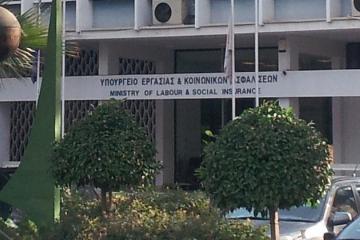 ΥΠΟΥΡΓΕΙΟ ΕΡΓΑΣΙΑΣ & ΚΟΙΝΩΝΙΚΩΝ ΑΣΦΑΛΙΣΕΩΝ
MINISTRY OF LABOUR & SOCIAL INSURANCE